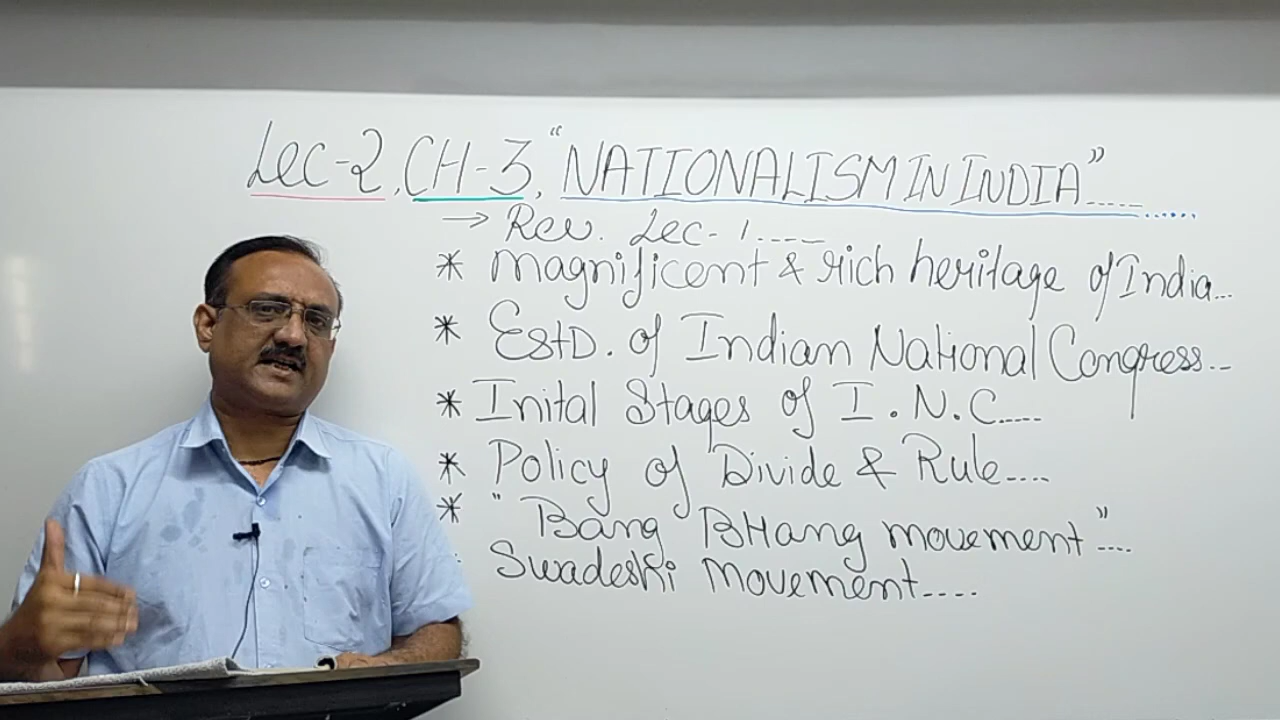 Lec-2, CH-3, "NATIONALISM IN INDIA".....
→ Rev. Lec-1.....
* Magnificent & rich heritage of India...
* EstD. of Indian National Congress...
* Inital Stages of I.N.C.....
* Policy of Divide & Rule....
* "Bang BHang movement"...
Swadeshi Movement....